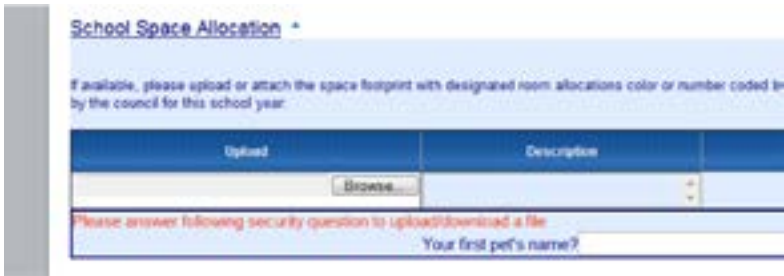 School Space Allocation
If available, please upload or attach the space footprint with designated room allocations color or number coded
by the council for this school year:
Upload Description
Browse...
Please answer following security question to upload/download a file
Your first pet's name?